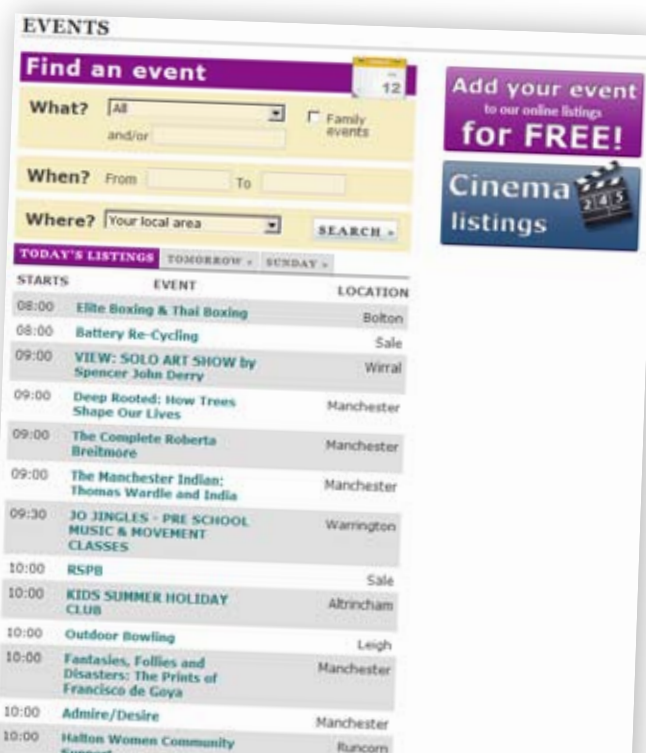 EVENTS
Find an event
12
What? All
Family
events
and/or
When? From To
Where? Your local area
SEARCH »
Add your event
to our online listings
for FREE!
Cinema
listings
245
TODAY'S LISTINGS TOMORROW » SUNDAY »
STARTS EVENT LOCATION
08:00 Elite Boxing & Thai Boxing Bolton
08:00 Battery Re-Cycling Sale
09:00 VIEW: SOLO ART SHOW by
Spencer John Derry Wirral
09:00 Deep Rooted: How Trees
Shape Our Lives Manchester
09:00 The Complete Roberta
Breitmore Manchester
09:00 The Manchester Indian:
Thomas Wardle and India Manchester
09:30 JO JINGLES - PRE SCHOOL
MUSIC & MOVEMENT
CLASSES Warrington
10:00 RSPB Sale
10:00 KIDS SUMMER HOLIDAY
CLUB Altrincham
10:00 Outdoor Bowling Leigh
10:00 Fantasies, Follies and
Disasters: The Prints of
Francisco de Goya Manchester
10:00 Admire/Desire Manchester
10:00 Halton Women Community
Runcorn